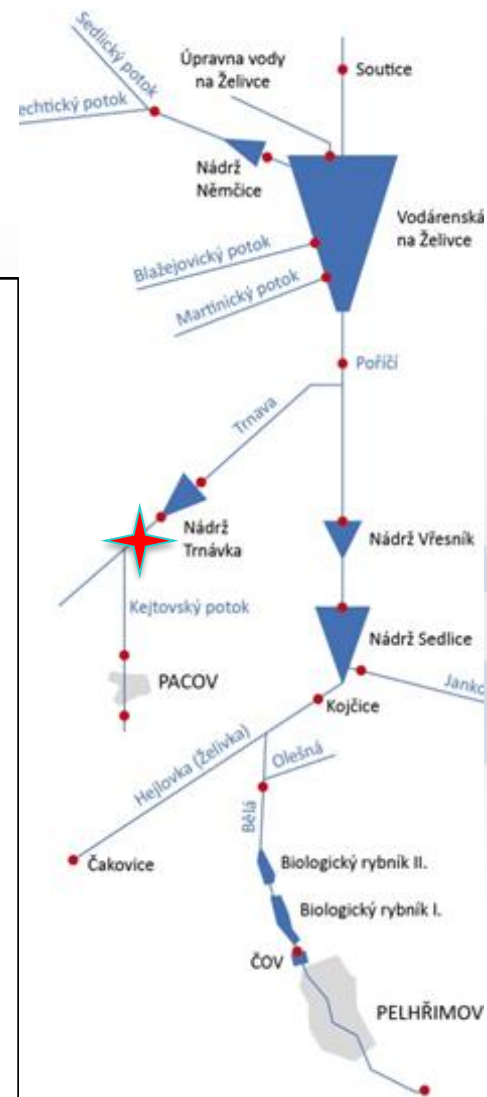 Sedlický potok
echtický potok
Úpravna vody
na Želivce
Soutice
Nádrž
Němčice
Vodárenská
na Želivce
Blažejovický potok
Martinický potok
Poříčí
Trnava
Nádrž
Trnávka
Nádrž Vřesník
Kejtovský potok
Nádrž Sedlice
PACOV
Janko
Kojčice
Hejlovka (Želivka)
Olešná
Bělá
Čakovice
Biologický rybník II.
Biologický rybník I.
ČOV
PELHŘIMOV